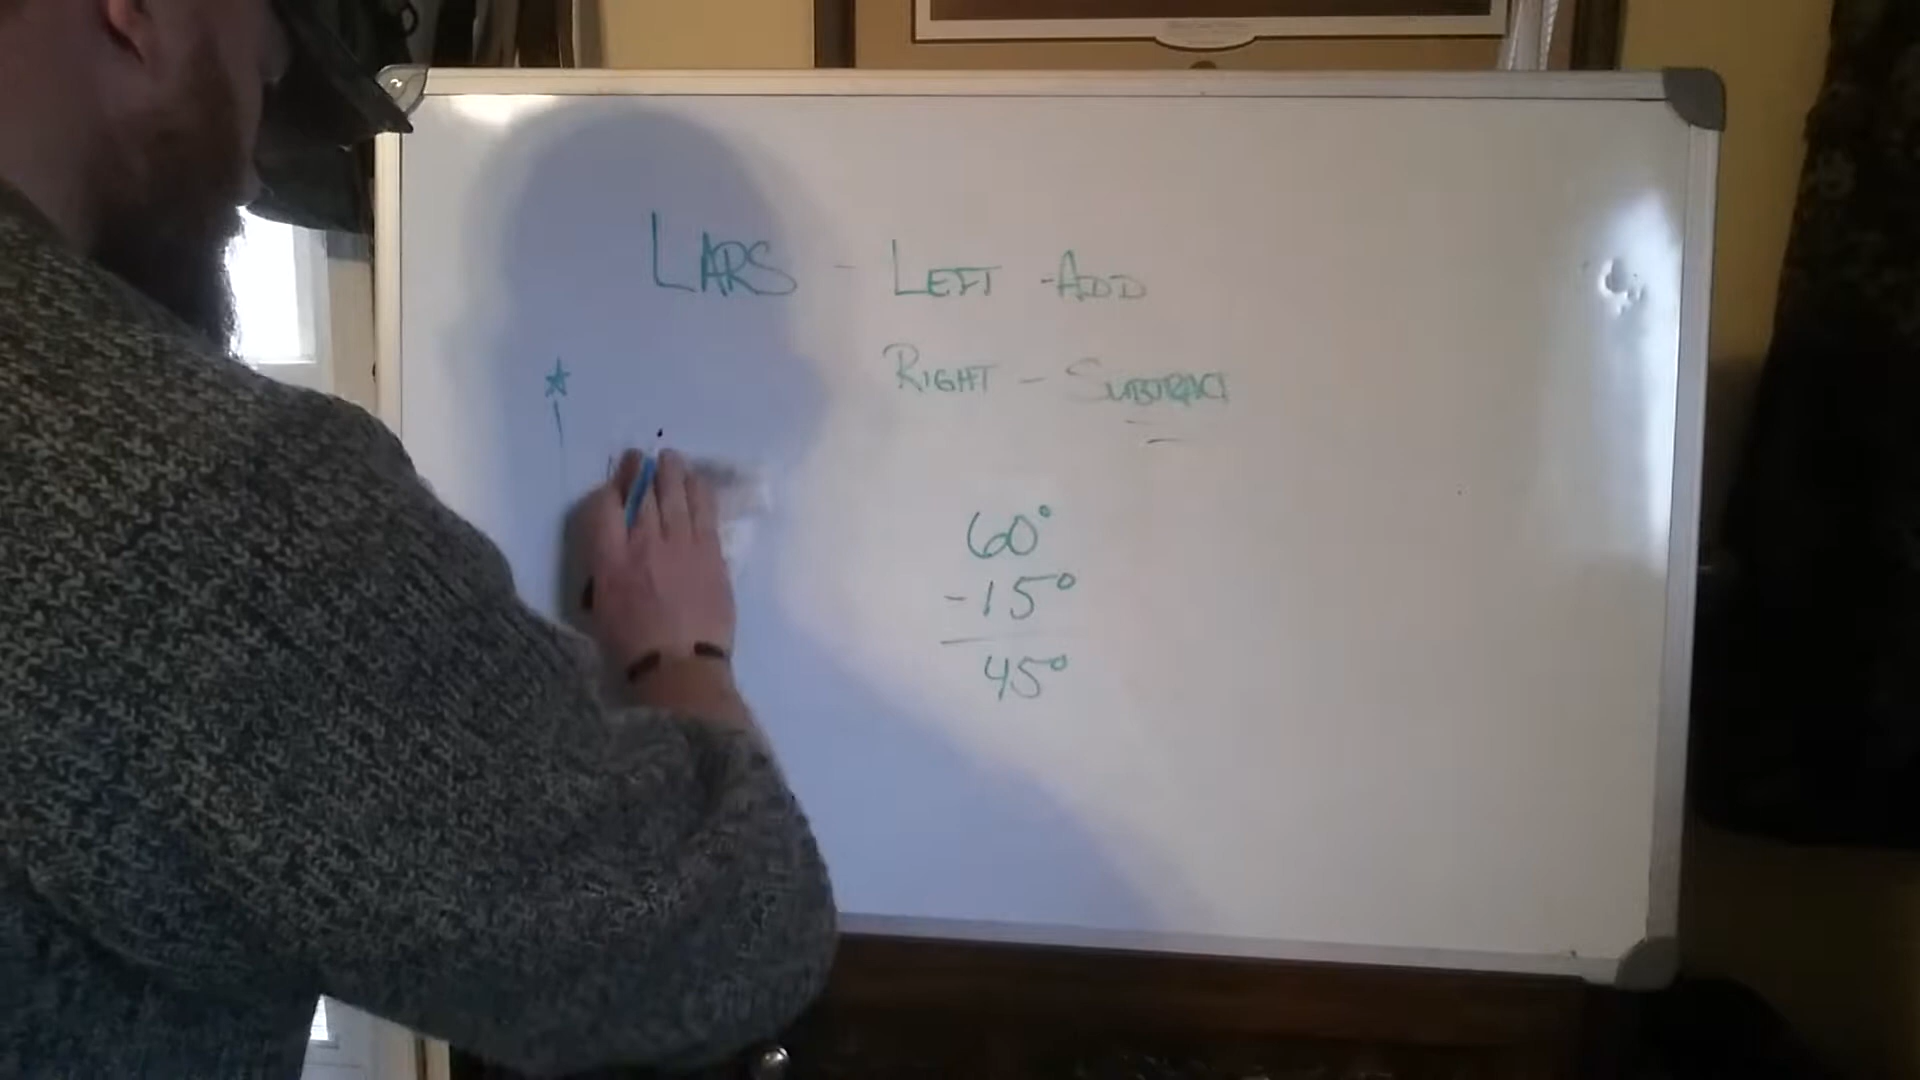 LARS - LEFT - ADD
RIGHT - SUBTRACT
60°
-15°
45°